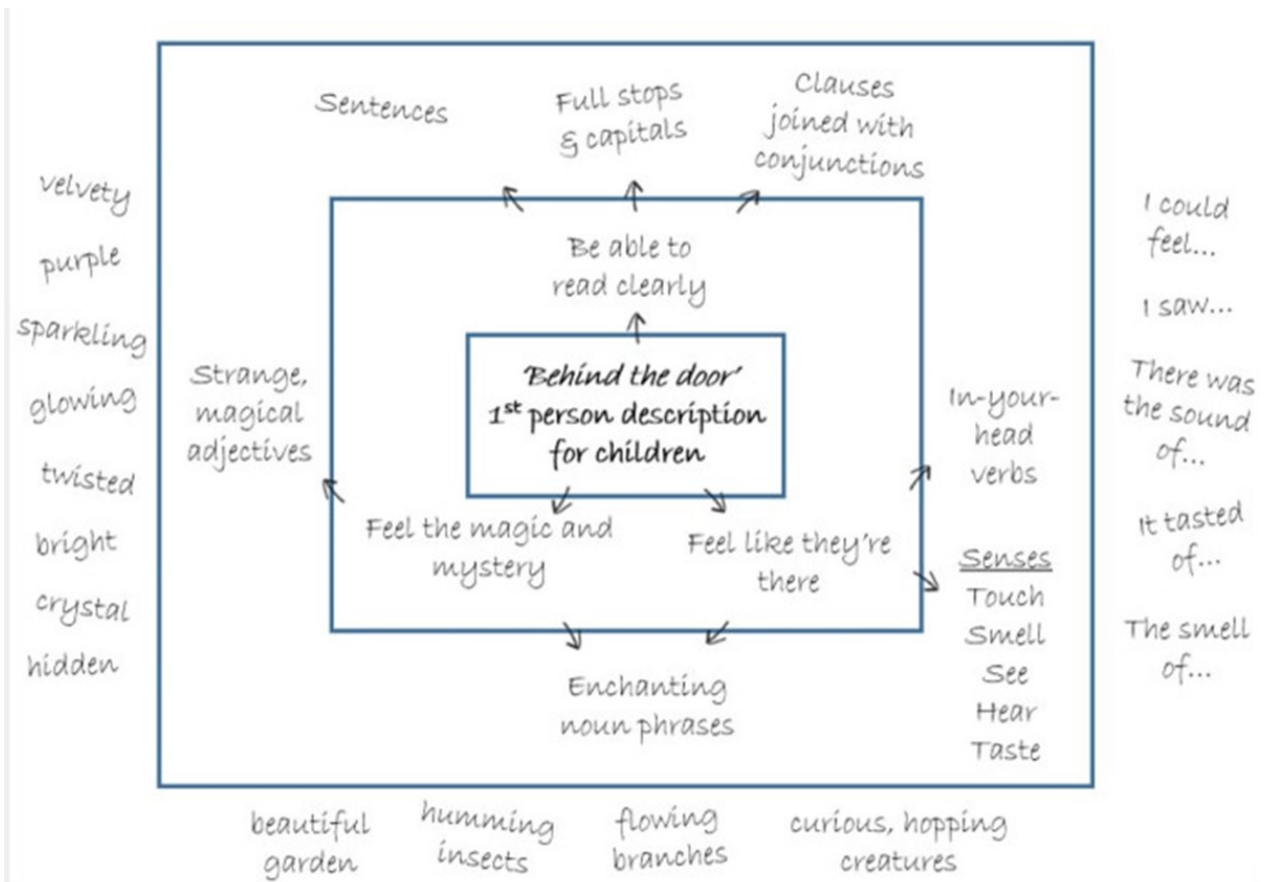 Sentences
Full stops
& capitals
Clauses
joined with
conjunctions
velvety
purple
sparkling
glowing
twisted
bright
crystal
hidden
Be able to
read clearly
'Behind the door'
1st person description
for children
Strange,
magical
adjectives
Feel the magic and
mystery
Feel like they're
there
In-your-
head
verbs
Senses
Touch
Smell
See
Hear
Taste
Enchanting
noun phrases
I could
feel...
I saw...
There was
the sound
of...
It tasted
of...
The smell
of...
beautiful
garden
humming
insects
flowing
branches
curious, hopping
creatures